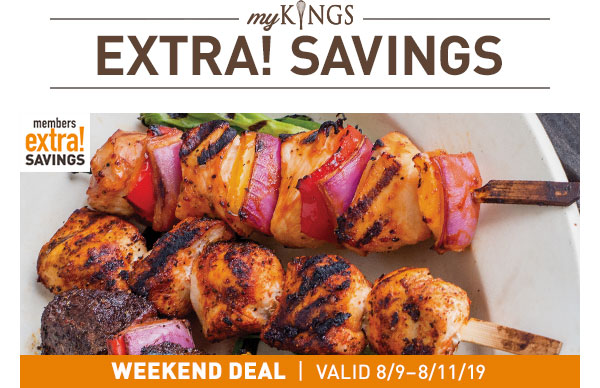 myKINGS
EXTRA! SAVINGS
members
extra!
SAVINGS
WEEKEND DEAL | VALID 8/9–8/11/19